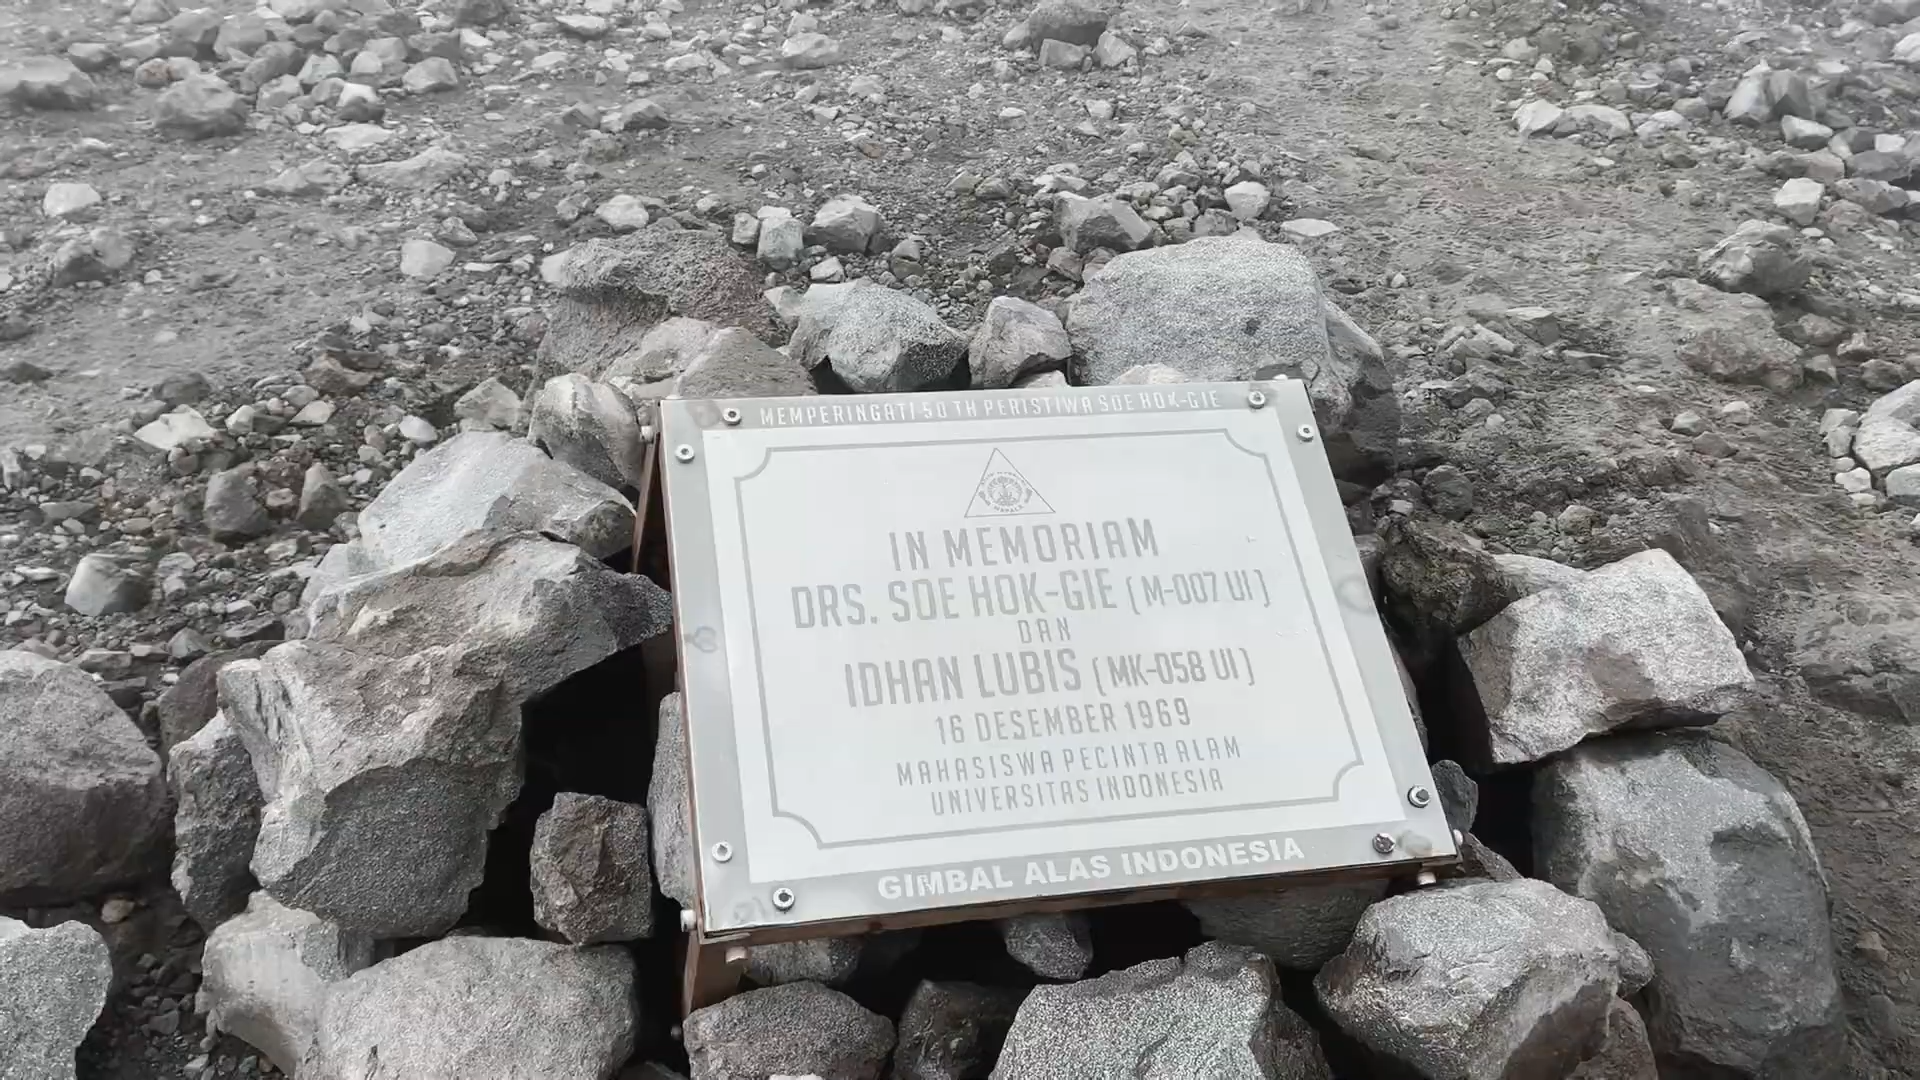 MEMPERINGATI 50 TH PERISTIWA SOE HOK-GIE
MAPALA
IN MEMORIAM
DRS. SOE HOK-GIE (M-007 UI)
DAN
IDHAN LUBIS (MK-058 UI)
16 DESEMBER 1969
MAHASISWA PECINTA ALAM
UNIVERSITAS INDONESIA
GIMBAL ALAS INDONESIA